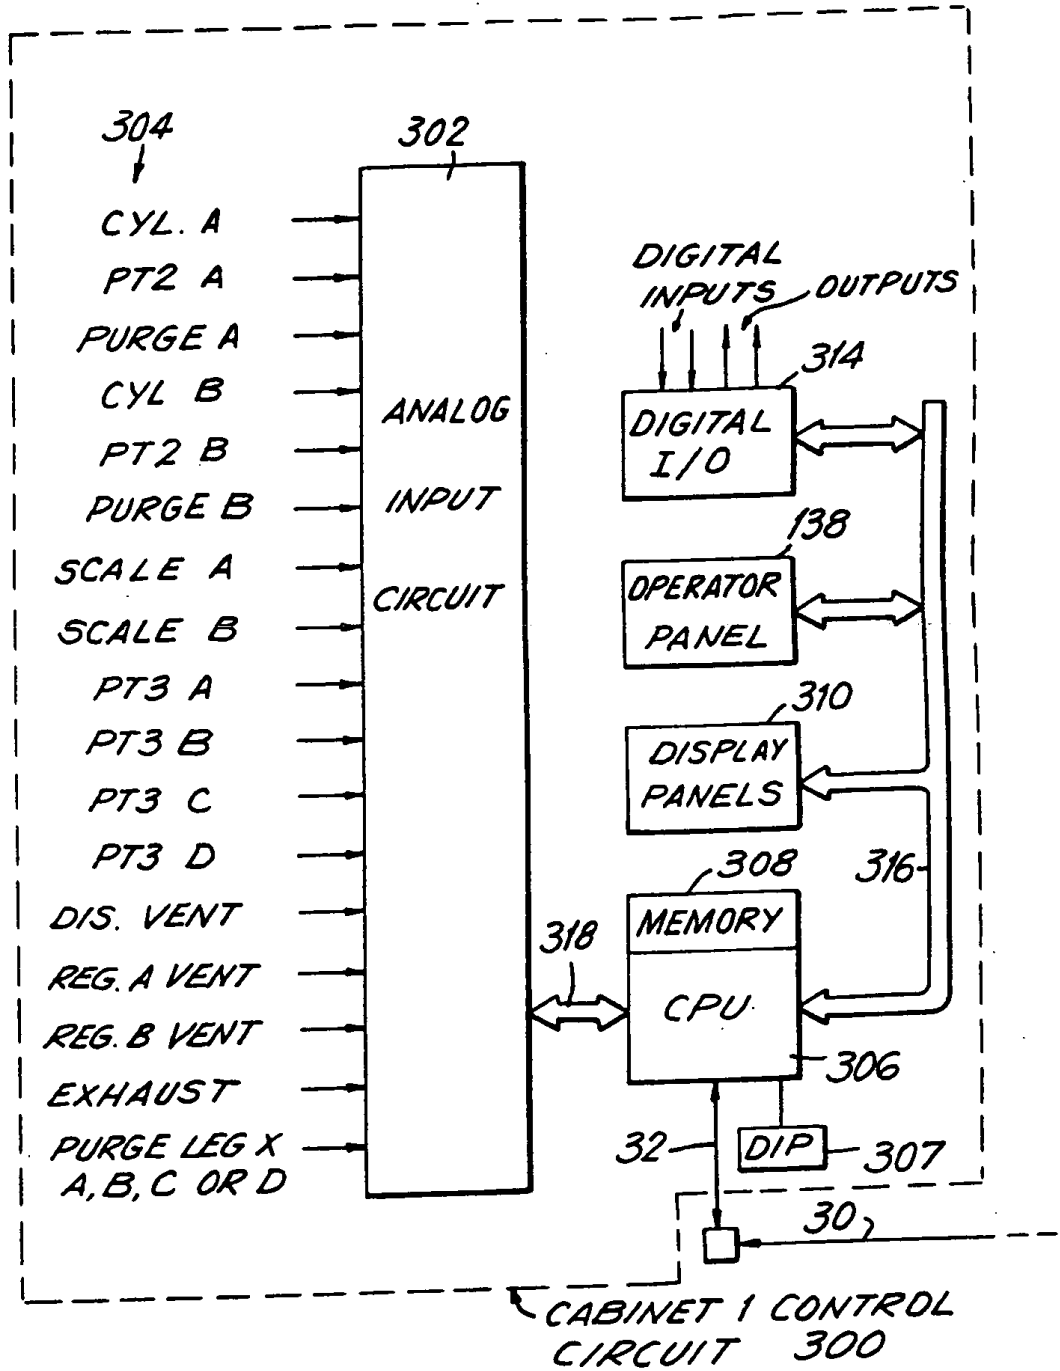 304
302
CYL. A
PT2 A
PURGE A
CYL B
PT2 B
PURGE B
SCALE A
SCALE B
PT3 A
PT3 B
PT3 C
PT3 D
DIS. VENT
REG. A VENT
REG. B VENT
EXHAUST
PURGE LEG X
A, B, C OR D
ANALOG
INPUT
CIRCUIT
DIGITAL
INPUTS
OUTPUTS
314
DIGITAL
I/O
138
OPERATOR
PANEL
310
DISPLAY
PANELS
308
316
MEMORY
318
CPU
306
32
DIP
307
30
CABINET 1 CONTROL
CIRCUIT 300